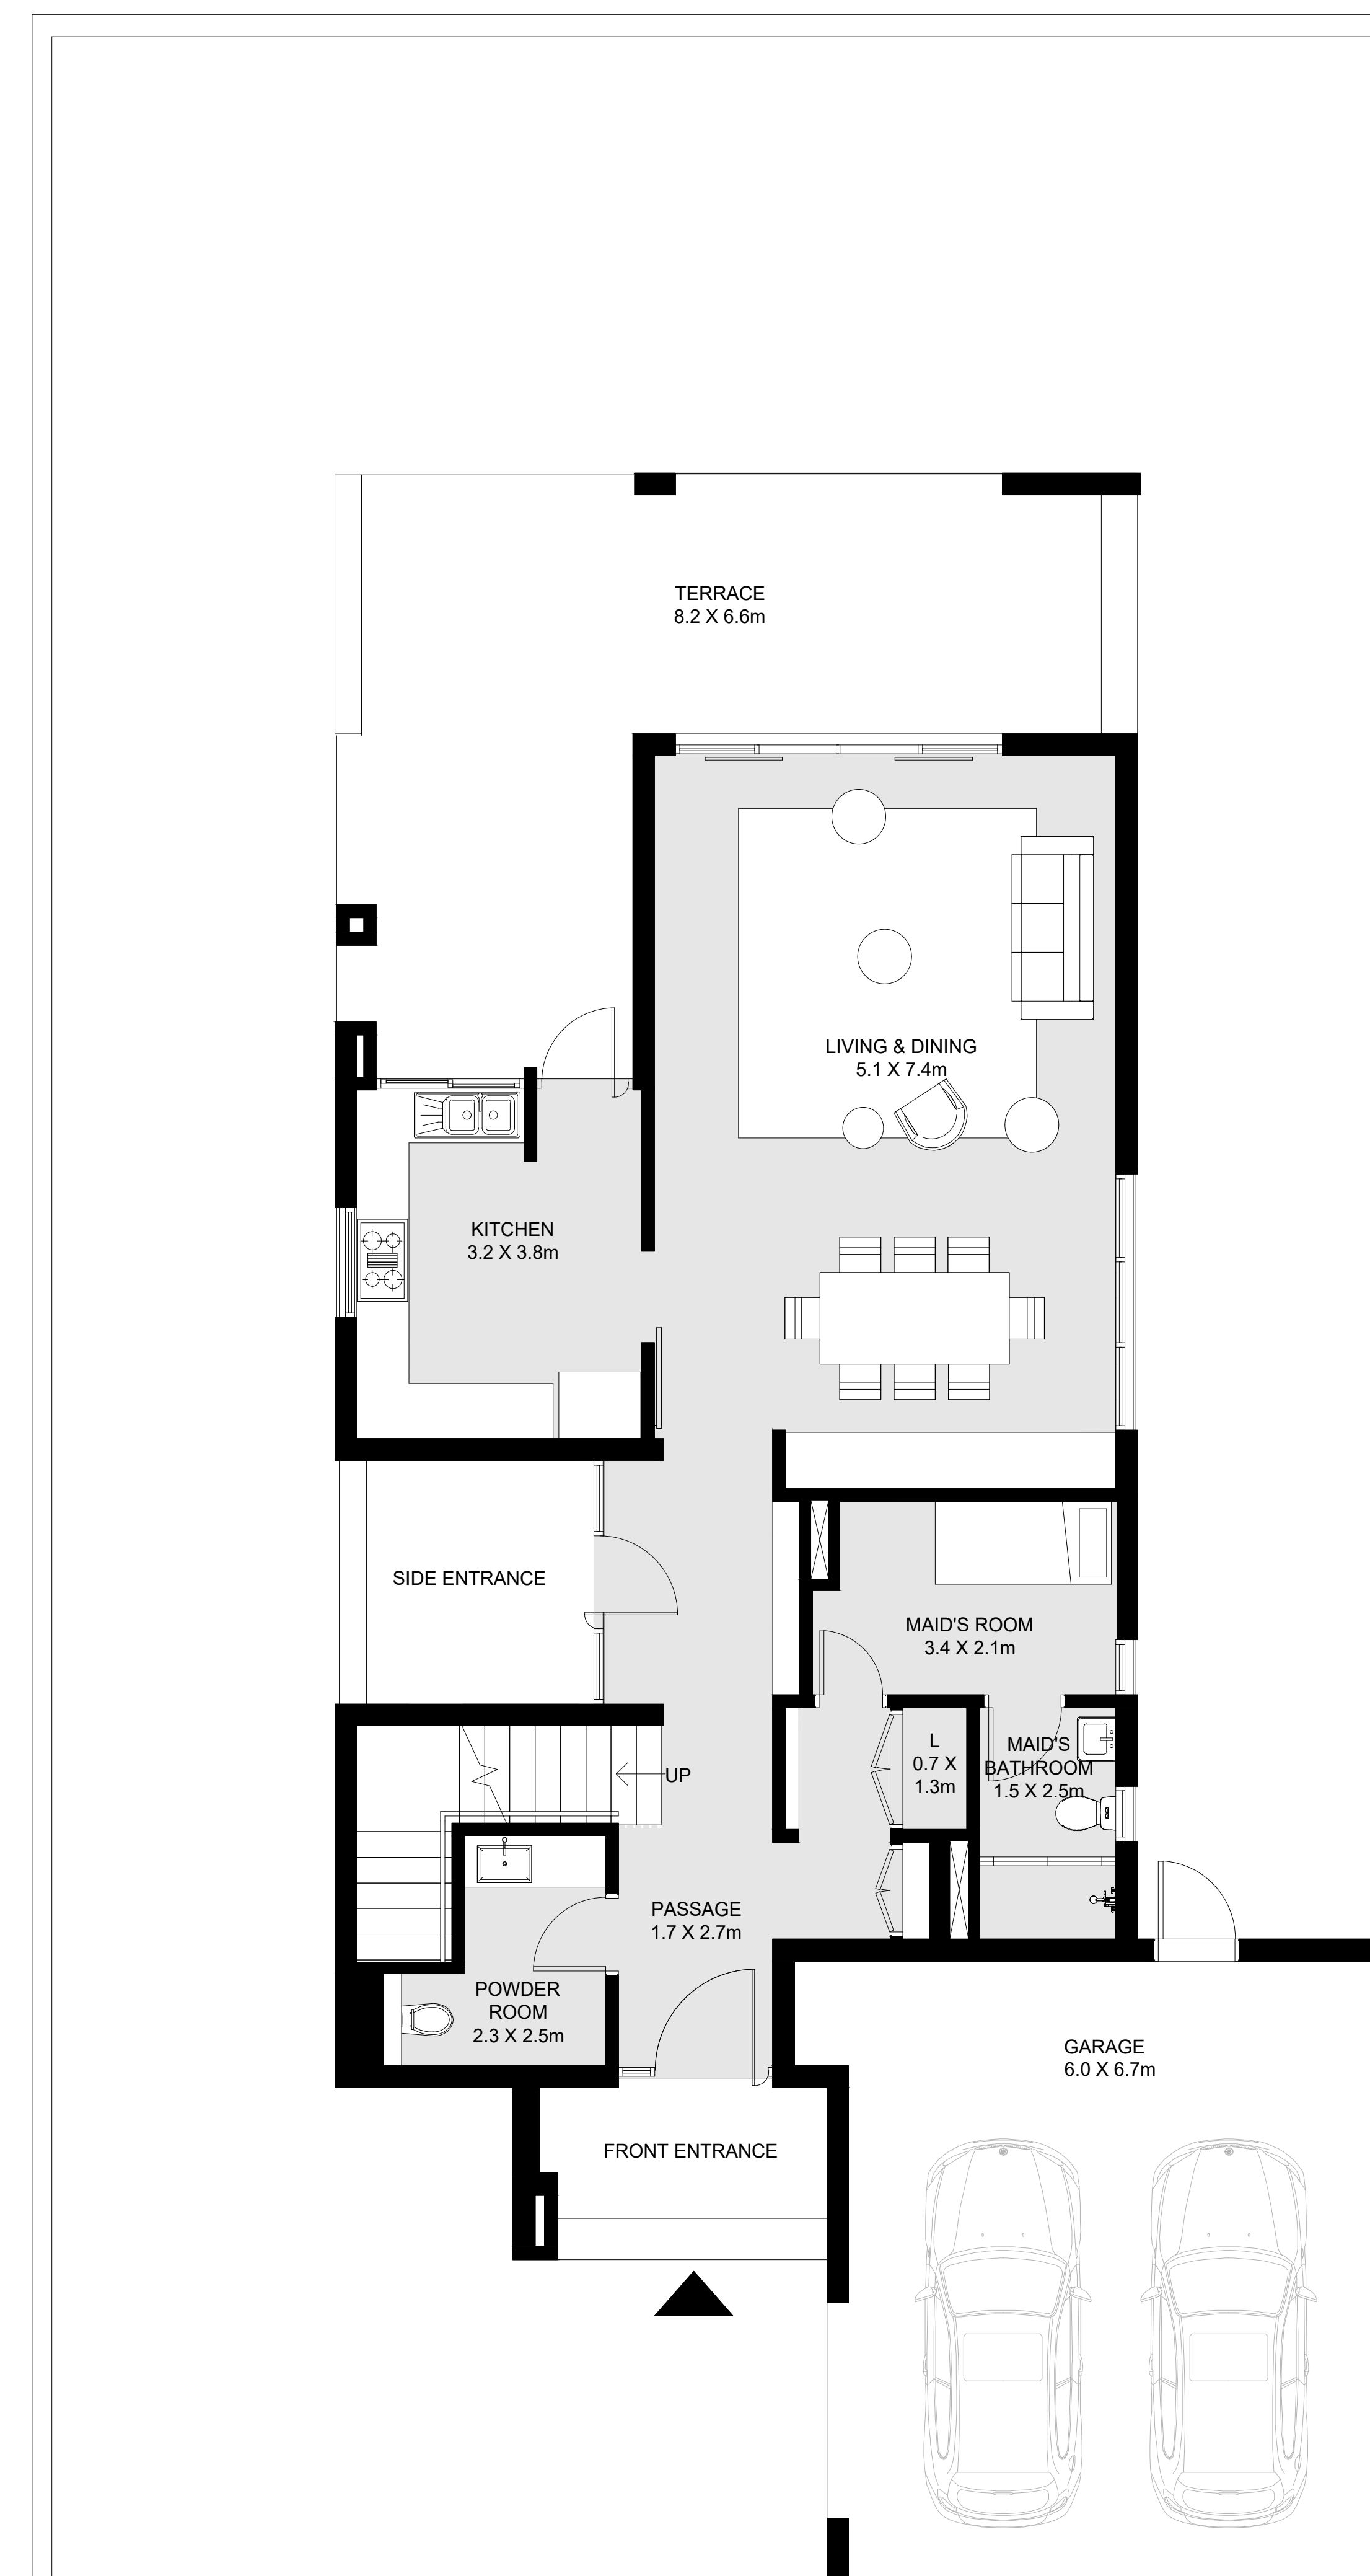 TERRACE
8.2 X 6.6m
LIVING & DINING
5.1 X 7.4m
KITCHEN
3.2 X 3.8m
SIDE ENTRANCE
MAID'S ROOM
3.4 X 2.1m
L
0.7 X
1.3m
MAID'S
BATHROOM
1.5 X 2.5m
UP
PASSAGE
1.7 X 2.7m
POWDER
ROOM
2.3 X 2.5m
GARAGE
6.0 X 6.7m
FRONT ENTRANCE